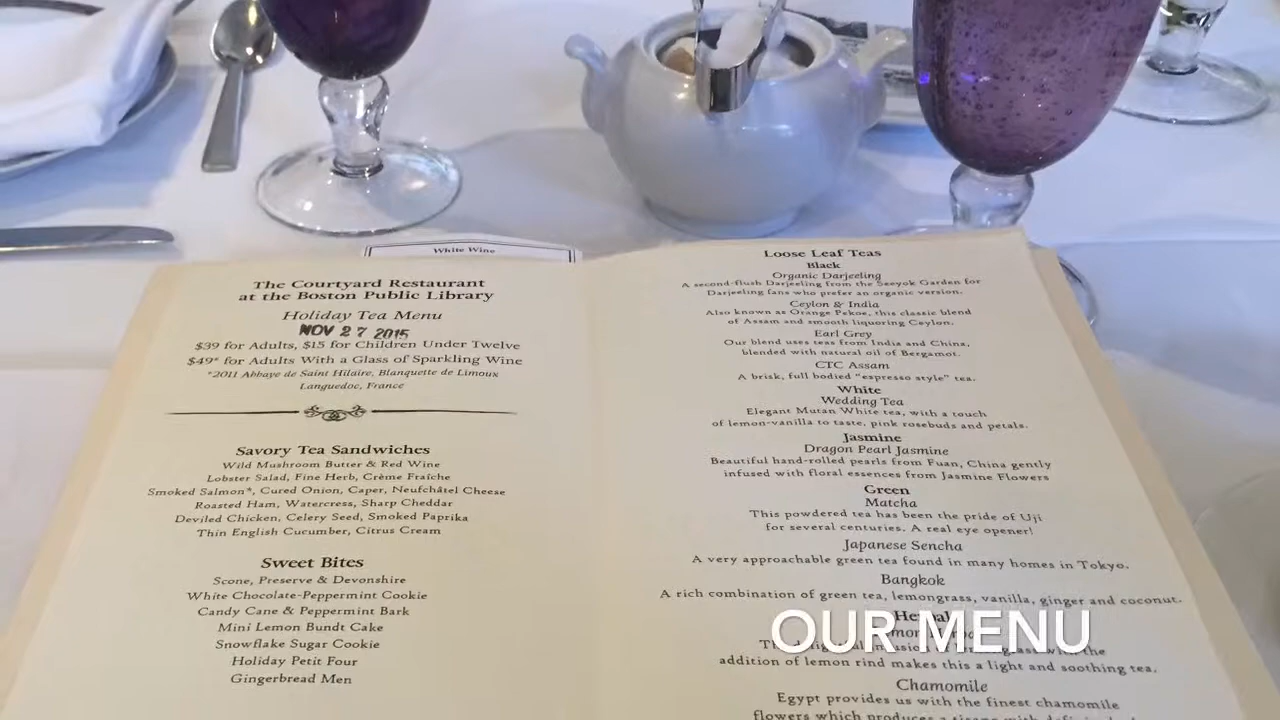 White Wine
The Courtyard Restaurant
at the Boston Public Library
Holiday Tea Menu
NOV 27 2015
$39 for Adults, $15 for Children Under Twelve
$49* for Adults With a Glass of Sparkling Wine
*2011 Abbaye de Saint Hilaire, Blanquette de Limoux
Languedoc, France
Savory Tea Sandwiches
Wild Mushroom Butter & Red Wine
Lobster Salad, Fine Herb, Crème Fraîche
Smoked Salmon*, Cured Onion, Caper, Neufchâtel Cheese
Roasted Ham, Watercress, Sharp Cheddar
Deviled Chicken, Celery Seed, Smoked Paprika
Thin English Cucumber, Citrus Cream
Sweet Bites
Scone, Preserve & Devonshire
White Chocolate-Peppermint Cookie
Candy Cane & Peppermint Bark
Mini Lemon Bundt Cake
Snowflake Sugar Cookie
Holiday Petit Four
Gingerbread Men
Loose Leaf Teas
Black
Organic Darjeeling
A second-flush Darjeeling from the Seeyok Garden for
Darjeeling fans who prefer an organic version.
Ceylon & India
Also known as Orange Pekoe, this classic blend
of Assam and smooth liquoring Ceylon.
Earl Grey
Our blend uses teas from India and China,
blended with natural oil of Bergamot.
CTC Assam
A brisk, full bodied "espresso style" tea.
White
Wedding Tea
Elegant Mutan White tea, with a touch
of lemon-vanilla to taste, pink rosebuds and petals.
Jasmine
Dragon Pearl Jasmine
Beautiful hand-rolled pearls from Fuan, China gently
infused with floral essences from Jasmine Flowers
Green
Matcha
This powdered tea has been the pride of Uji
for several centuries. A real eye opener!
Japanese Sencha
A very approachable green tea found in many homes in Tokyo.
Bangkok
A rich combination of green tea, lemongrass, vanilla, ginger and coconut.
Herbal
OUR MENU
the
addition of lemon rind makes this a light and soothing tea.
Chamomile
Egypt provides us with the finest chamomile
flowers which produces a tisane with